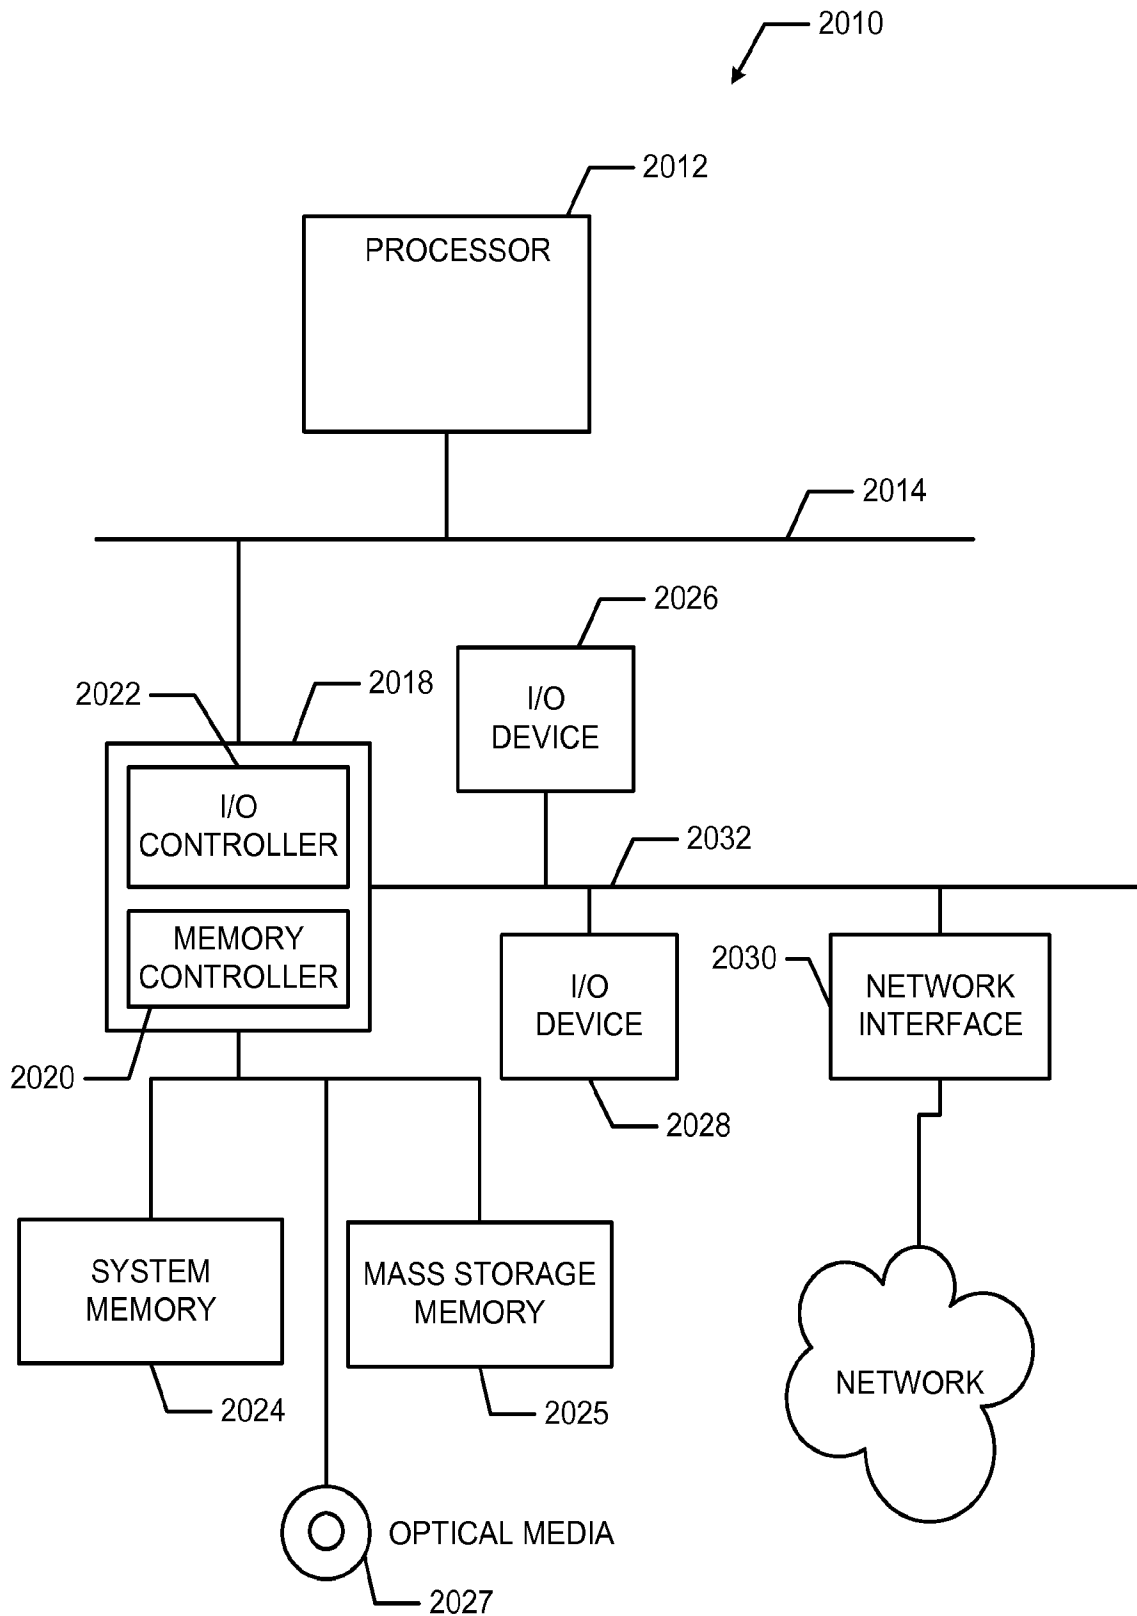 2010
2012
PROCESSOR
2014
2026
2018
2022
I/O
DEVICE
I/O
CONTROLLER
2032
MEMORY
CONTROLLER
2030
I/O
DEVICE
NETWORK
INTERFACE
2020
2028
SYSTEM
MEMORY
MASS STORAGE
MEMORY
NETWORK
2024
2025
OPTICAL MEDIA
2027